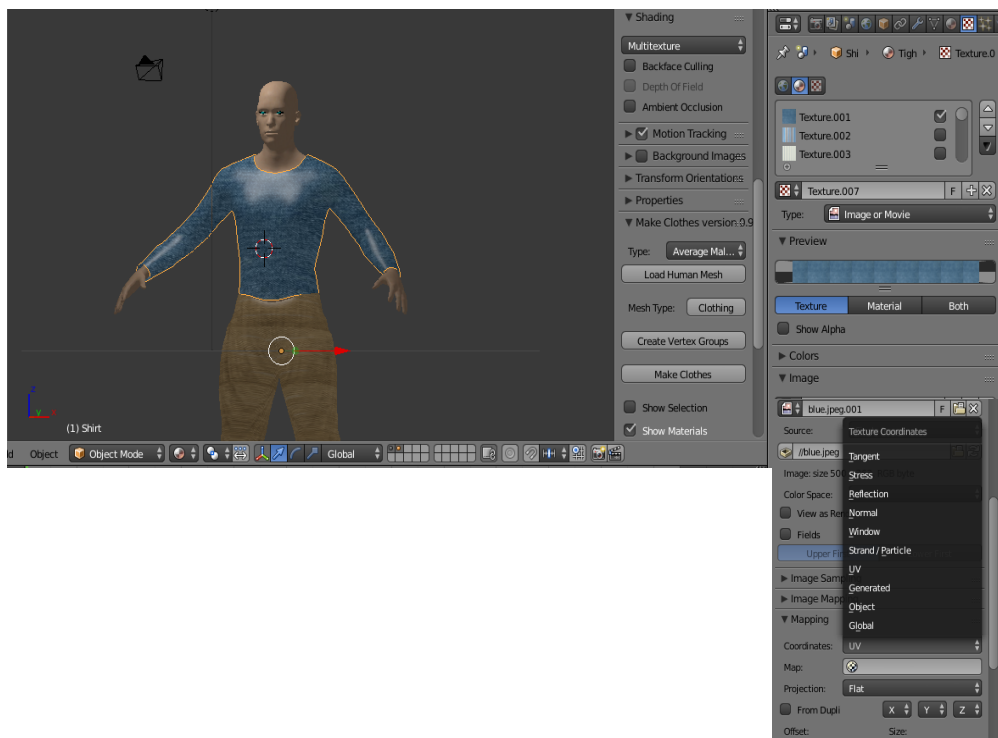 Shading
Multitexture
Backface Culling
Depth Of Field
Ambient Occlusion
Motion Tracking
Background Images
Transform Orientations
Properties
Make Clothes version 0.9
Type: Average Mal...
Load Human Mesh
Mesh Type: Clothing
Create Vertex Groups
Make Clothes
Show Selection
Show Materials
z
y
(1) Shirt
Object
Object Mode
Global
Shi
Tigh
Texture.0
Texture.001
Texture.002
Texture.003
Texture.007
F
Type: Image or Movie
Preview
Texture Material Both
Show Alpha
Colors
Image
blue.jpeg.001
F
Source:
//blue.jpeg
Image: size
Color Space:
View as
Fields
Upper
Image
Image
Texture Coordinates
Tangent
Stress
Reflection
Normal
Window
Strand / Particle
UV
Generated
Object
Global
Mapping
Coordinates: UV
Map:
Projection: Flat
From Dupli X Y Z
Offset: Size: